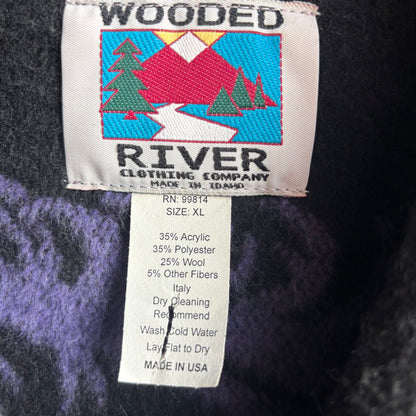 WOODED
RIVER
CLOTHING COMPANY
MADE IN IDAHO
RN: 99814
SIZE: XL
35% Acrylic
35% Polyester
25% Wool
5% Other Fibers
Italy
Dry Cleaning
Recommend
Wash Cold Water
Lay Flat to Dry
MADE IN USA